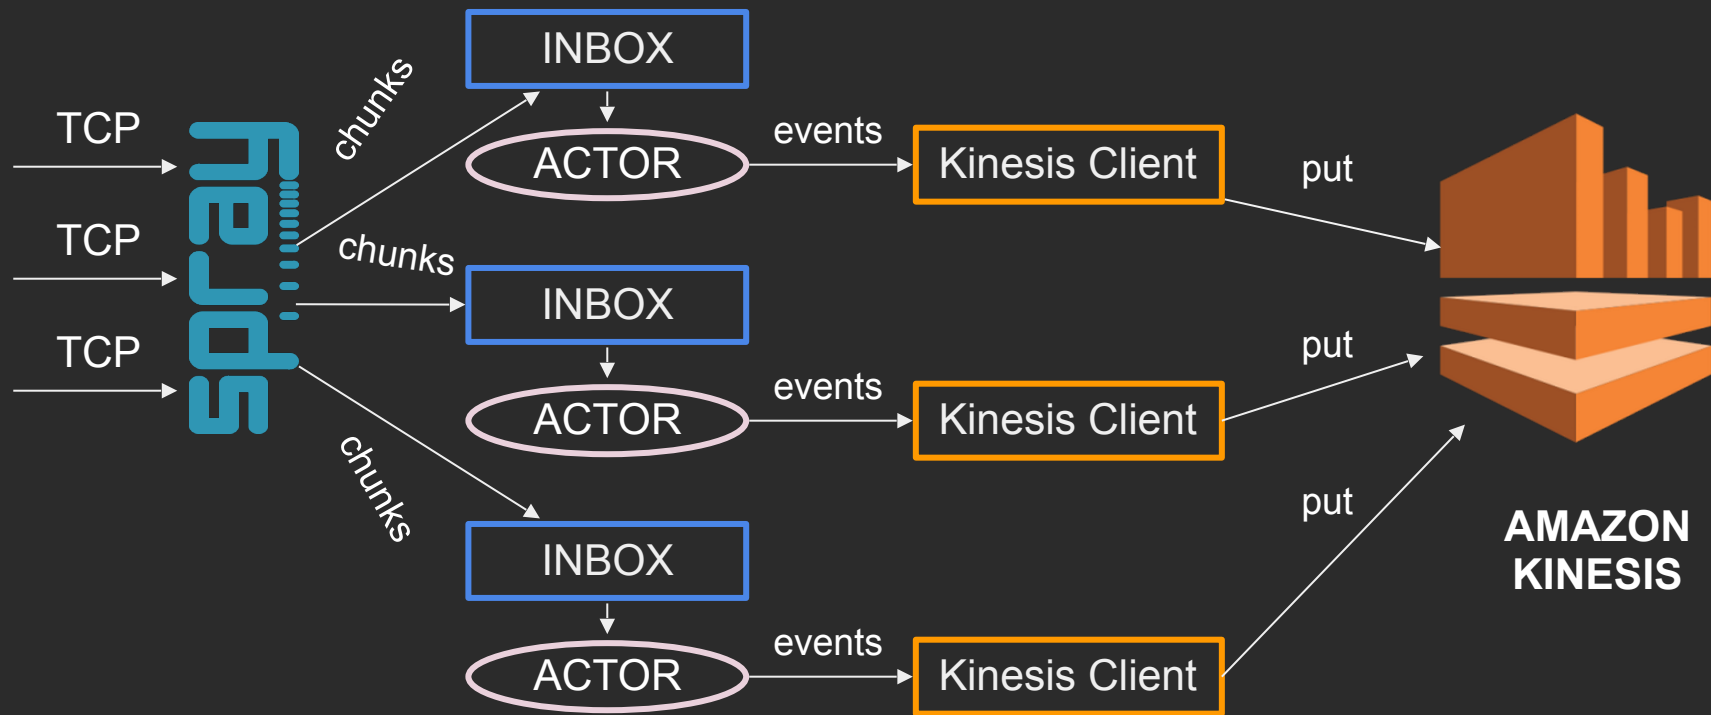 TCP
TCP
TCP
chunks
chunks
chunks
INBOX
ACTOR
events
Kinesis Client
put
INBOX
ACTOR
events
Kinesis Client
put
INBOX
ACTOR
events
Kinesis Client
put
AMAZON
KINESIS